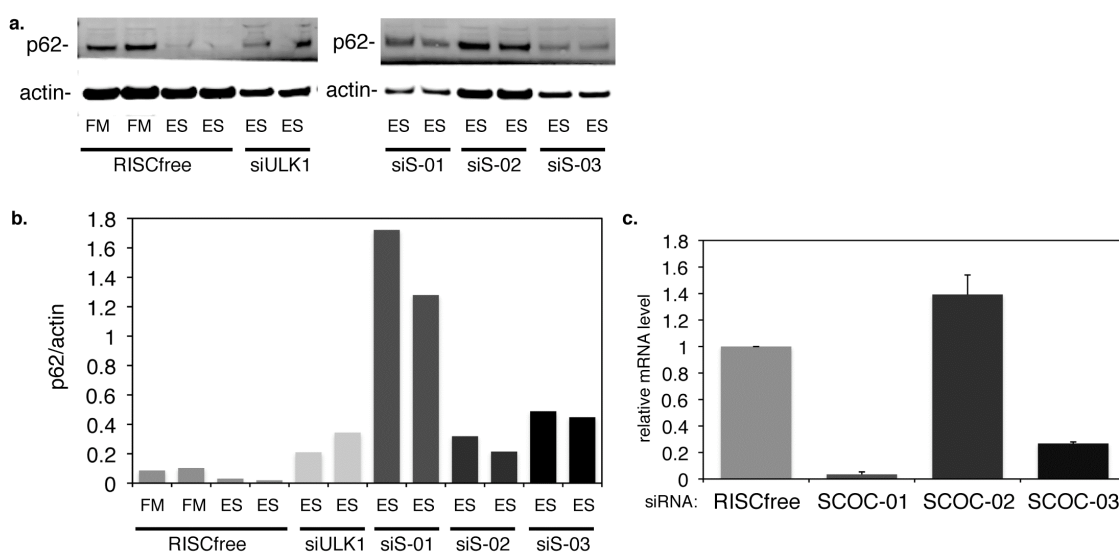 a.
p62- p62-
actin- actin-
FM FM ES ES ES ES ES ES ES ES ES ES
RISCfree siULK1 siS-01 siS-02 siS-03
b.
1.8
1.6
1.4
1.2
1
0.8
0.6
0.4
0.2
0
p62/actin
FM FM ES ES ES ES ES ES ES ES ES ES
RISCfree siULK1 siS-01 siS-02 siS-03
c.
1.8
1.6
1.4
1.2
1
0.8
0.6
0.4
0.2
0
relative mRNA level
siRNA: RISCfree SCOC-01 SCOC-02 SCOC-03